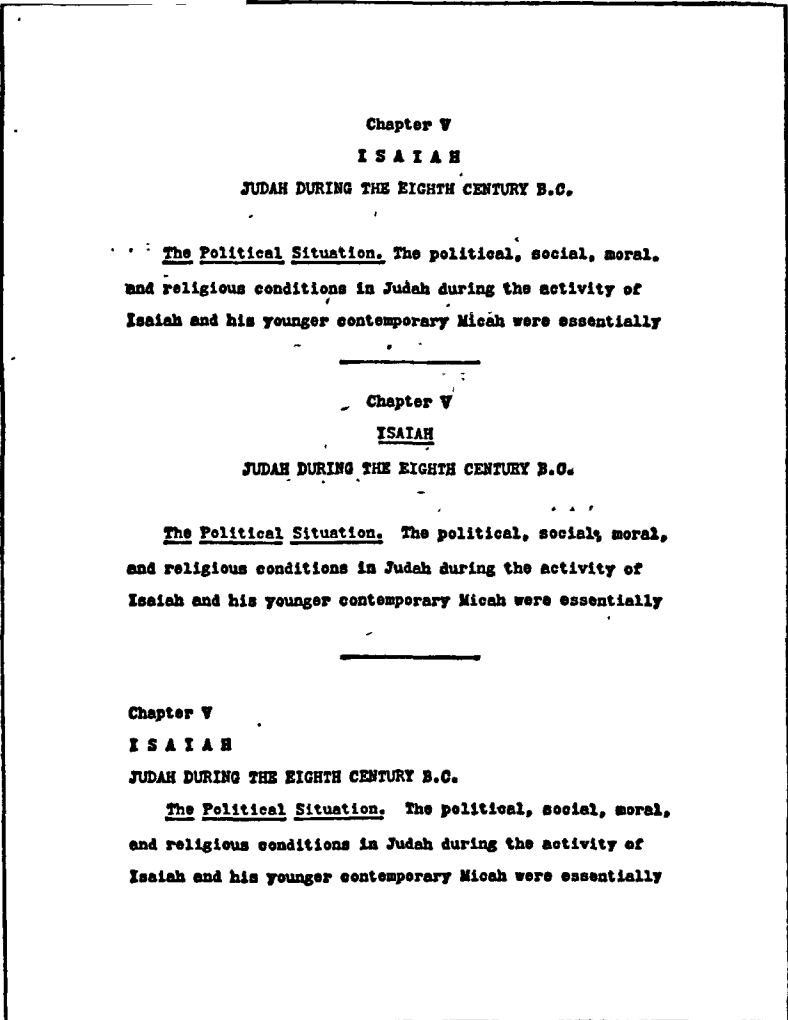 Chapter V
I S A I A H
JUDAH DURING THE EIGHTH CENTURY B.C.
The Political Situation. The political, social, moral.
and religious conditions in Judah during the activity of
Isaiah and his younger contemporary Micah were essentially
Chapter V
ISAIAH
JUDAH DURING THE EIGHTH CENTURY B.C.
The Political Situation. The political, social, moral,
and religious conditions in Judah during the activity of
Isaiah and his younger contemporary Micah were essentially
Chapter V
I S A I A H
JUDAH DURING THE EIGHTH CENTURY B.C.
The Political Situation. The political, social, moral,
and religious conditions in Judah during the activity of
Isaiah and his younger contemporary Micah were essentially